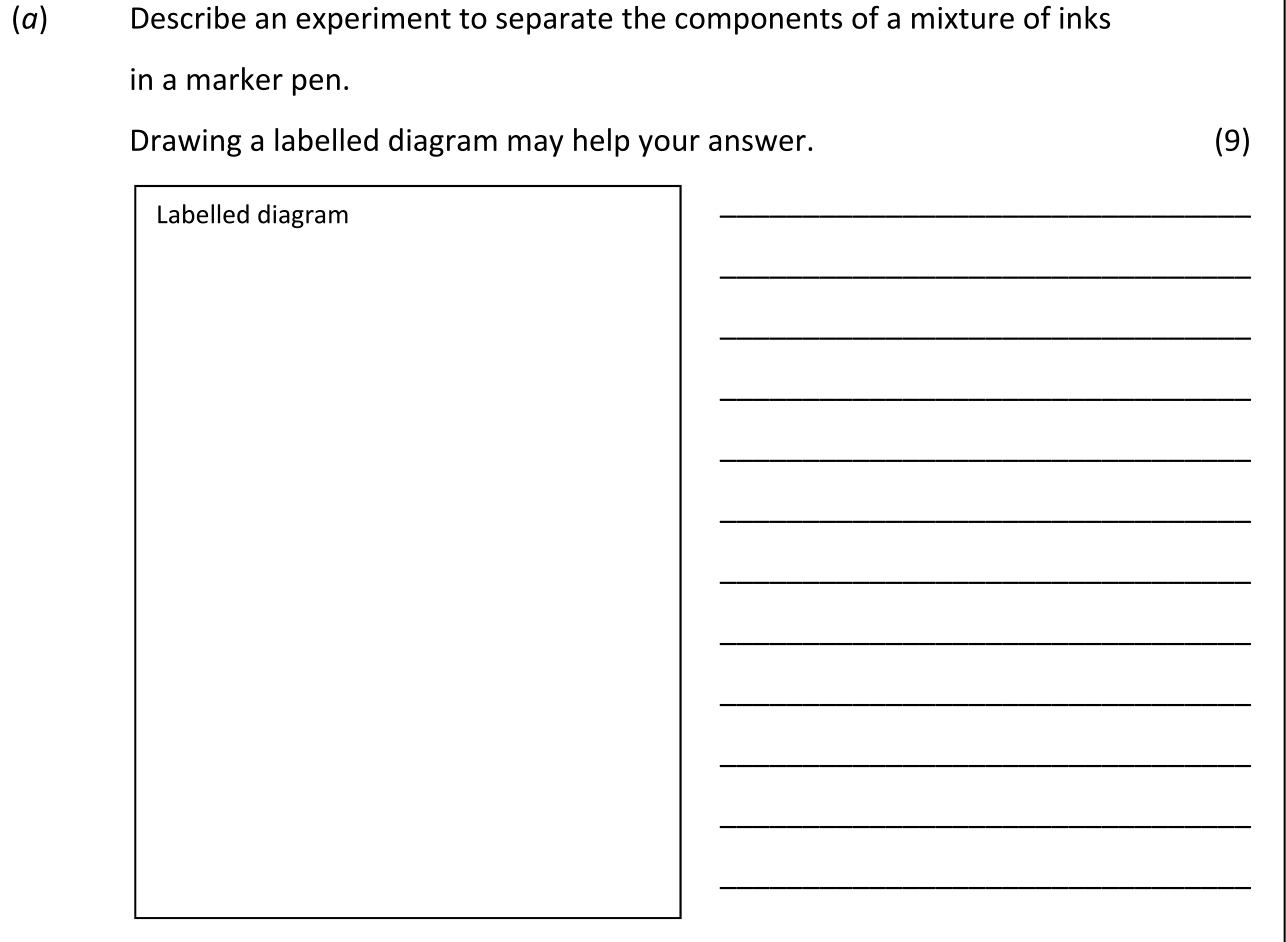 (a) Describe an experiment to separate the components of a mixture of inks
in a marker pen.
Drawing a labelled diagram may help your answer. (9)
Labelled diagram